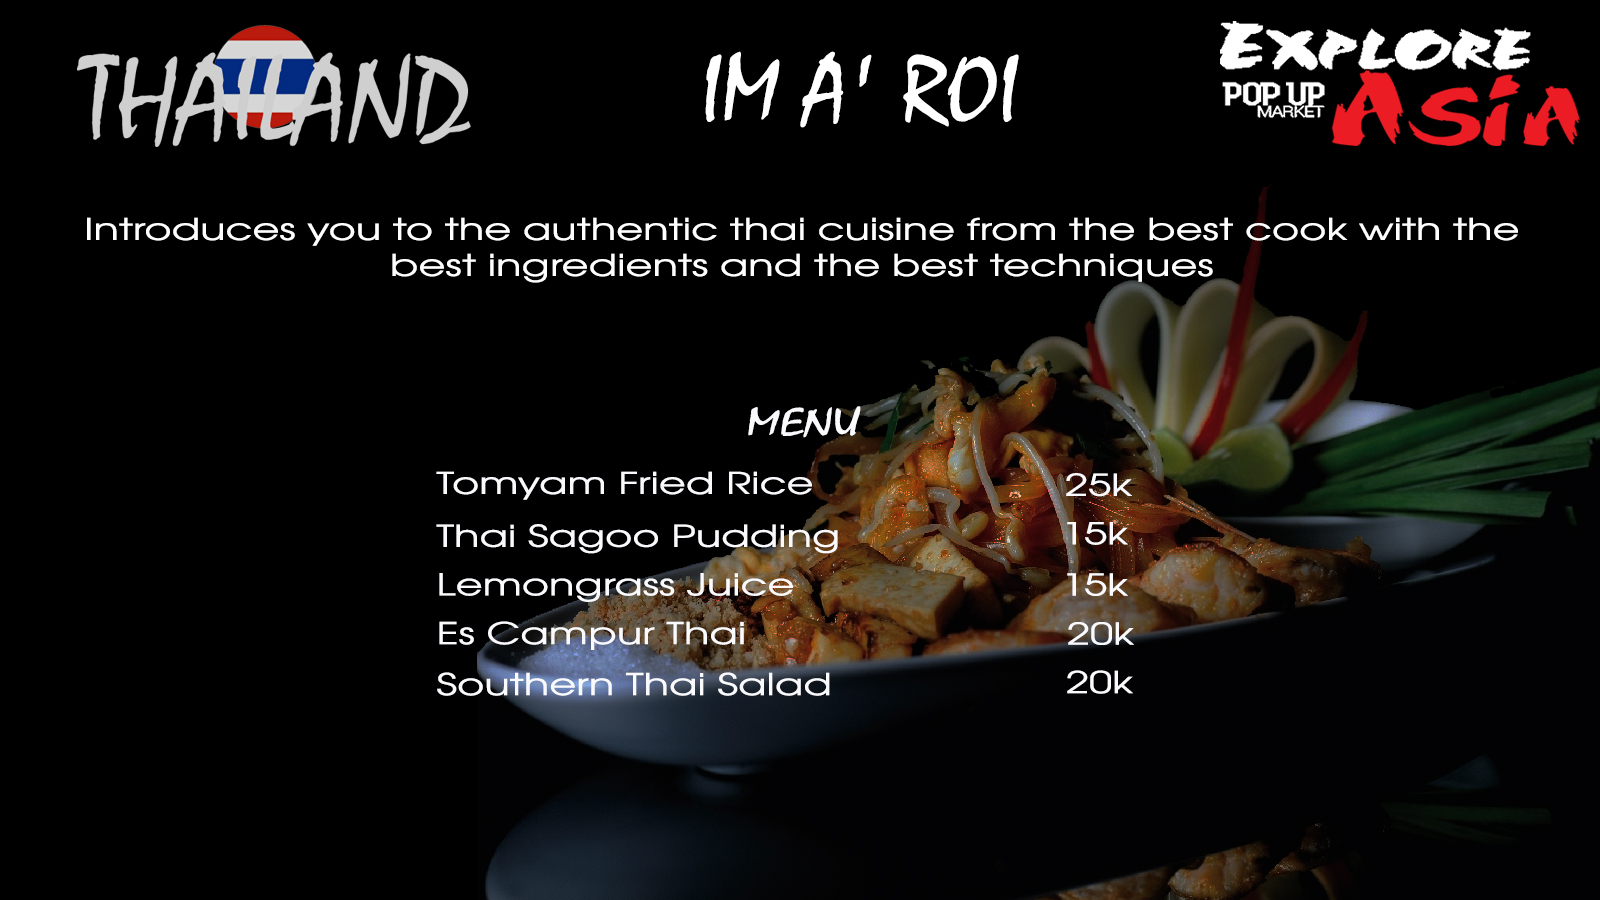 THAILAND
IM A' ROI
EXPLORE
POP UP
MARKET
ASiA
Introduces you to the authentic thai cuisine from the best cook with the
best ingredients and the best techniques
MENU
Tomyam Fried Rice 25k
Thai Sagoo Pudding 15k
Lemongrass Juice 15k
Es Campur Thai 20k
Southern Thai Salad 20k